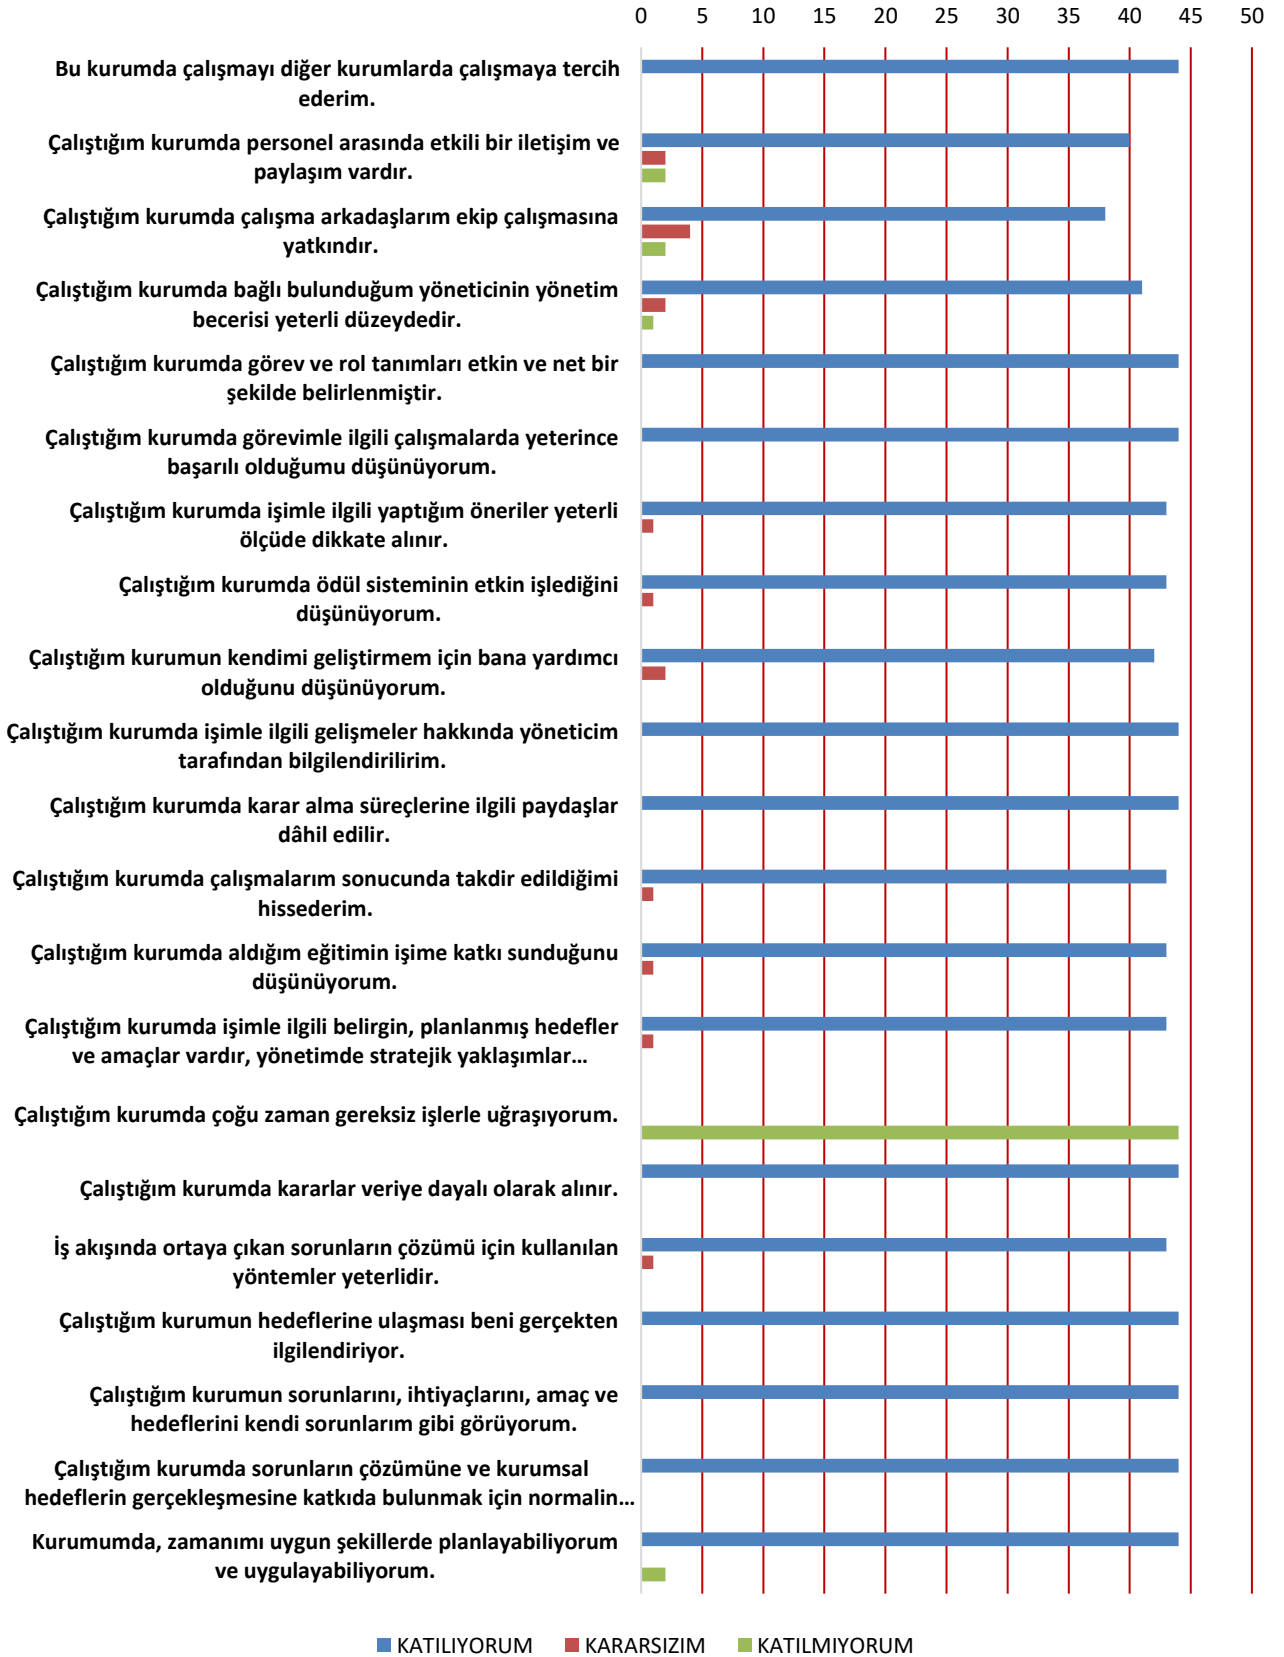 0 5 10 15 20 25 30 35 40 45 50
Bu kurumda çalışmayı diğer kurumlarda çalışmaya tercih
ederim.
Çalıştığım kurumda personel arasında etkili bir iletişim ve
paylaşım vardır.
Çalıştığım kurumda çalışma arkadaşlarım ekip çalışmasına
yatkındır.
Çalıştığım kurumda bağlı bulunduğum yöneticinin yönetim
becerisi yeterli düzeydedir.
Çalıştığım kurumda görev ve rol tanımları etkin ve net bir
şekilde belirlenmiştir.
Çalıştığım kurumda görevimle ilgili çalışmalarda yeterince
başarılı olduğumu düşünüyorum.
Çalıştığım kurumda işimle ilgili yaptığım öneriler yeterli
ölçüde dikkate alınır.
Çalıştığım kurumda ödül sisteminin etkin işlediğini
düşünüyorum.
Çalıştığım kurumun kendimi geliştirmem için bana yardımcı
olduğunu düşünüyorum.
Çalıştığım kurumda işimle ilgili gelişmeler hakkında yöneticim
tarafından bilgilendirilirim.
Çalıştığım kurumda karar alma süreçlerine ilgili paydaşlar
dâhil edilir.
Çalıştığım kurumda çalışmalarım sonucunda takdir edildiğimi
hissederim.
Çalıştığım kurumda aldığım eğitimin işime katkı sunduğunu
düşünüyorum.
Çalıştığım kurumda işimle ilgili belirgin, planlanmış hedefler
ve amaçlar vardır, yönetimde stratejik yaklaşımlar…
Çalıştığım kurumda çoğu zaman gereksiz işlerle uğraşıyorum.
Çalıştığım kurumda kararlar veriye dayalı olarak alınır.
İş akışında ortaya çıkan sorunların çözümü için kullanılan
yöntemler yeterlidir.
Çalıştığım kurumun hedeflerine ulaşması beni gerçekten
ilgilendiriyor.
Çalıştığım kurumun sorunlarını, ihtiyaçlarını, amaç ve
hedeflerini kendi sorunlarım gibi görüyorum.
Çalıştığım kurumda sorunların çözümüne ve kurumsal
hedeflerin gerçekleşmesine katkıda bulunmak için normalin…
Kurumumda, zamanımı uygun şekillerde planlayabiliyorum
ve uygulayabiliyorum.
KATILIYORUM KARARSIZIM KATILMIYORUM